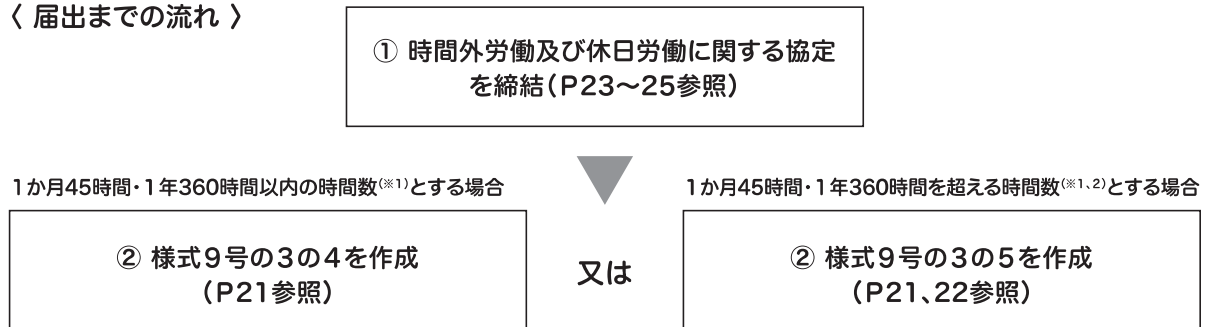 〈 届出までの流れ 〉
① 時間外労働及び休日労働に関する協定
を締結（P23～25参照）
1か月45時間・1年360時間以内の時間数(※1)とする場合
② 様式9号の3の4を作成
（P21参照）
又は
1か月45時間・1年360時間を超える時間数(※1、2)とする場合
② 様式9号の3の5を作成
（P21、22参照）